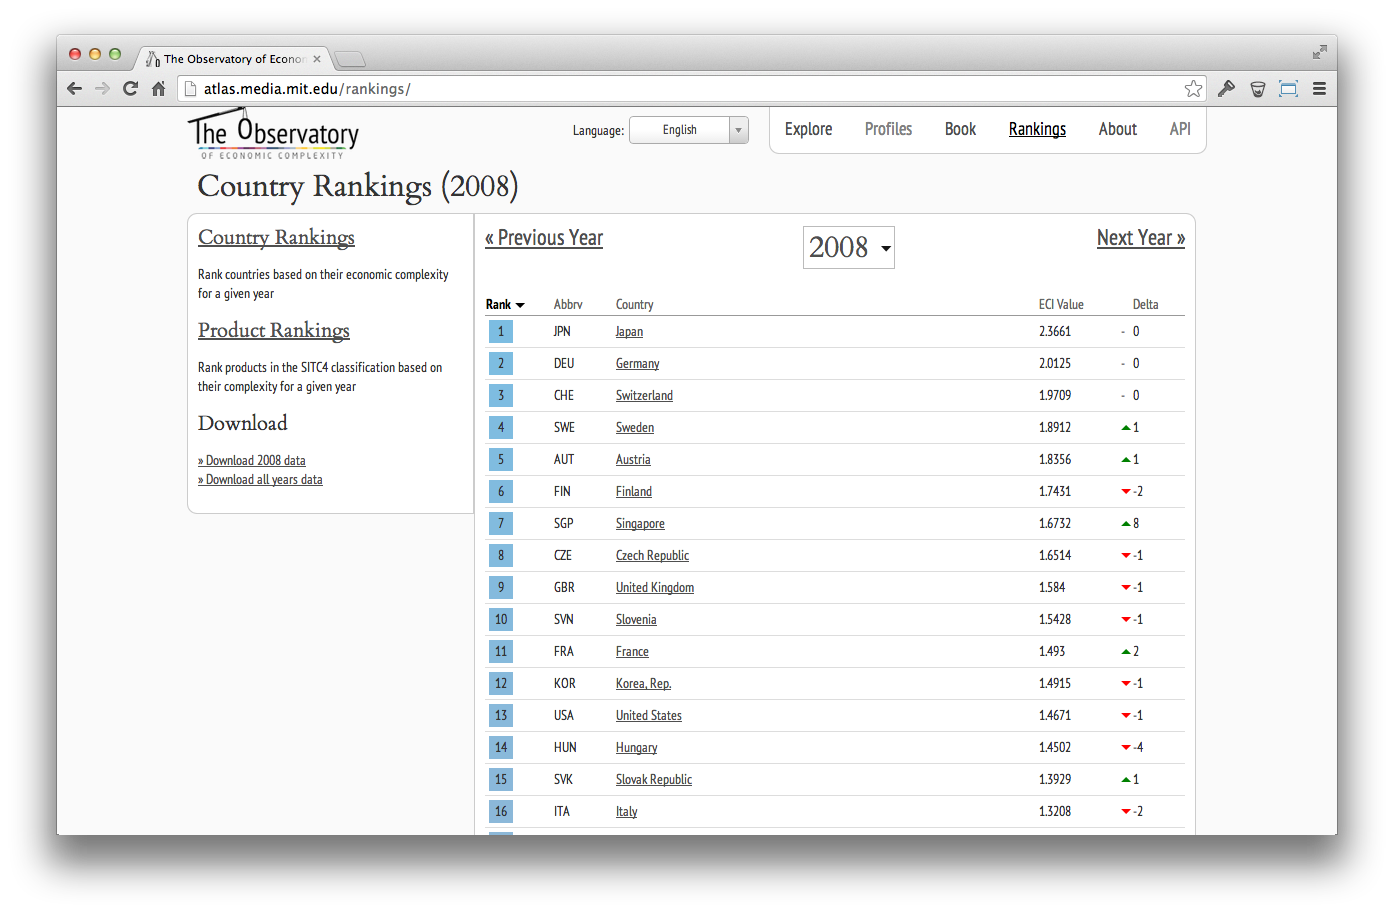 The Observatory of Econor
atlas.media.mit.edu/rankings/
The Observatory
OF ECONOMIC COMPLEXITY
Language: English
Explore Profiles Book Rankings About API
Country Rankings (2008)
Country Rankings
Rank countries based on their economic complexity
for a given year
Product Rankings
Rank products in the SITC4 classification based on
their complexity for a given year
Download
» Download 2008 data
» Download all years data
« Previous Year 2008 Next Year »
Rank Abbrv Country ECI Value Delta
1 JPN Japan 2.3661 - 0
2 DEU Germany 2.0125 - 0
3 CHE Switzerland 1.9709 - 0
4 SWE Sweden 1.8912 1
5 AUT Austria 1.8356 1
6 FIN Finland 1.7431 -2
7 SGP Singapore 1.6732 8
8 CZE Czech Republic 1.6514 -1
9 GBR United Kingdom 1.584 -1
10 SVN Slovenia 1.5428 -1
11 FRA France 1.493 2
12 KOR Korea, Rep. 1.4915 -1
13 USA United States 1.4671 -1
14 HUN Hungary 1.4502 -4
15 SVK Slovak Republic 1.3929 1
16 ITA Italy 1.3208 -2